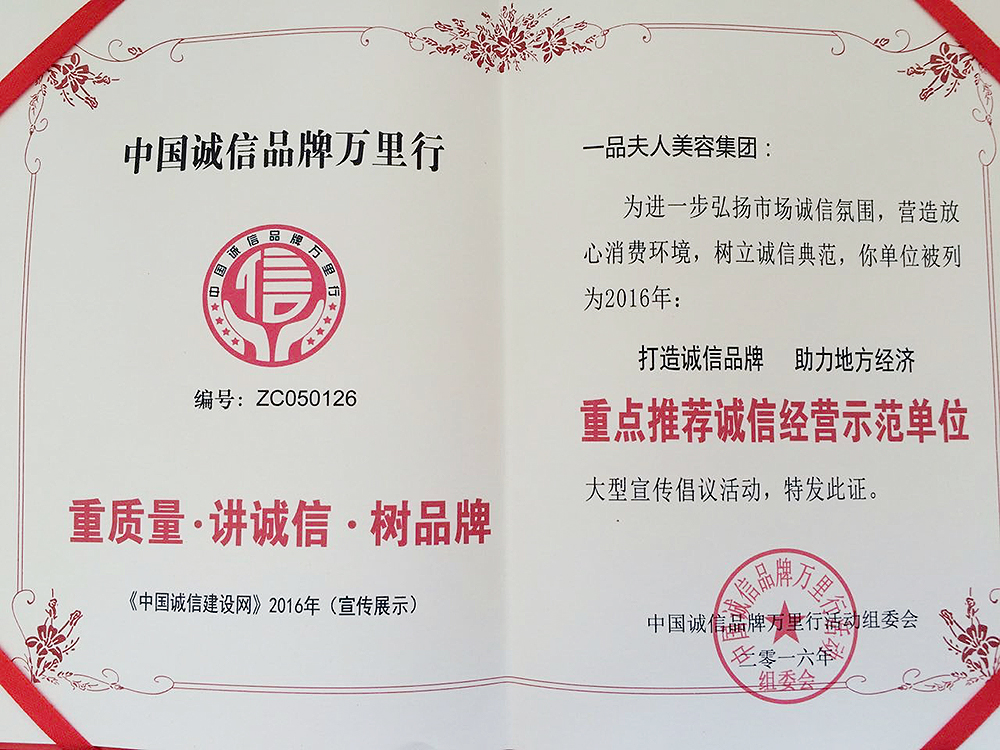 中国诚信品牌万里行
中国诚信品牌万里行
信
编号：ZC050126
重质量·讲诚信·树品牌
《中国诚信建设网》2016年（宣传展示）
一品夫人美容集团：
为进一步弘扬市场诚信氛围，营造放
心消费环境，树立诚信典范，你单位被列
为2016年：
打造诚信品牌 助力地方经济
重点推荐诚信经营示范单位
大型宣传倡议活动，特发此证。
中国诚信品牌万里行活动组委会
二零一六年
中国诚信品牌万里行活动
组委会